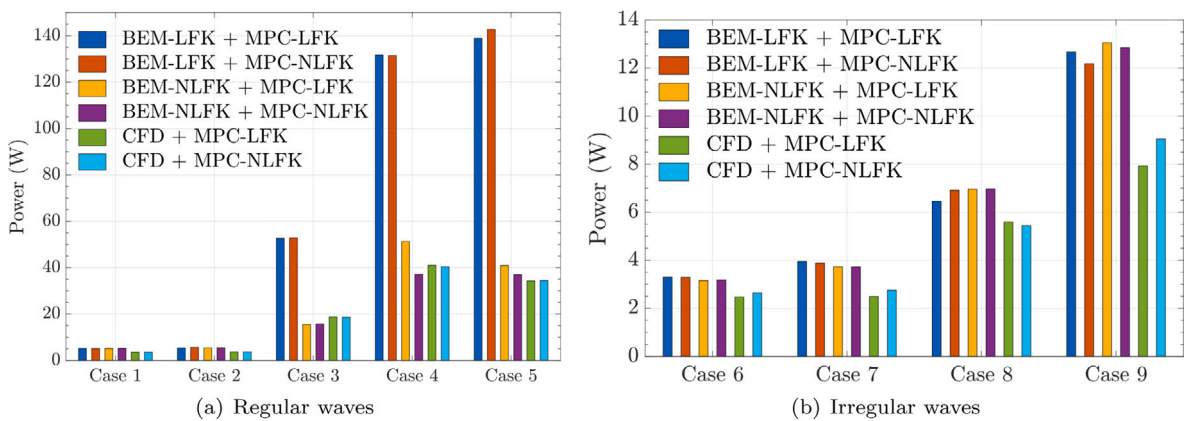 140
120
100
80
60
40
20
0
Power (W)
BEM-LFK + MPC-LFK
BEM-LFK + MPC-NLFK
BEM-NLFK + MPC-LFK
BEM-NLFK + MPC-NLFK
CFD + MPC-LFK
CFD + MPC-NLFK
Case 1 Case 2 Case 3 Case 4 Case 5
(a) Regular waves
14
12
10
8
6
4
2
0
Power (W)
BEM-LFK + MPC-LFK
BEM-LFK + MPC-NLFK
BEM-NLFK + MPC-LFK
BEM-NLFK + MPC-NLFK
CFD + MPC-LFK
CFD + MPC-NLFK
Case 6 Case 7 Case 8 Case 9
(b) Irregular waves